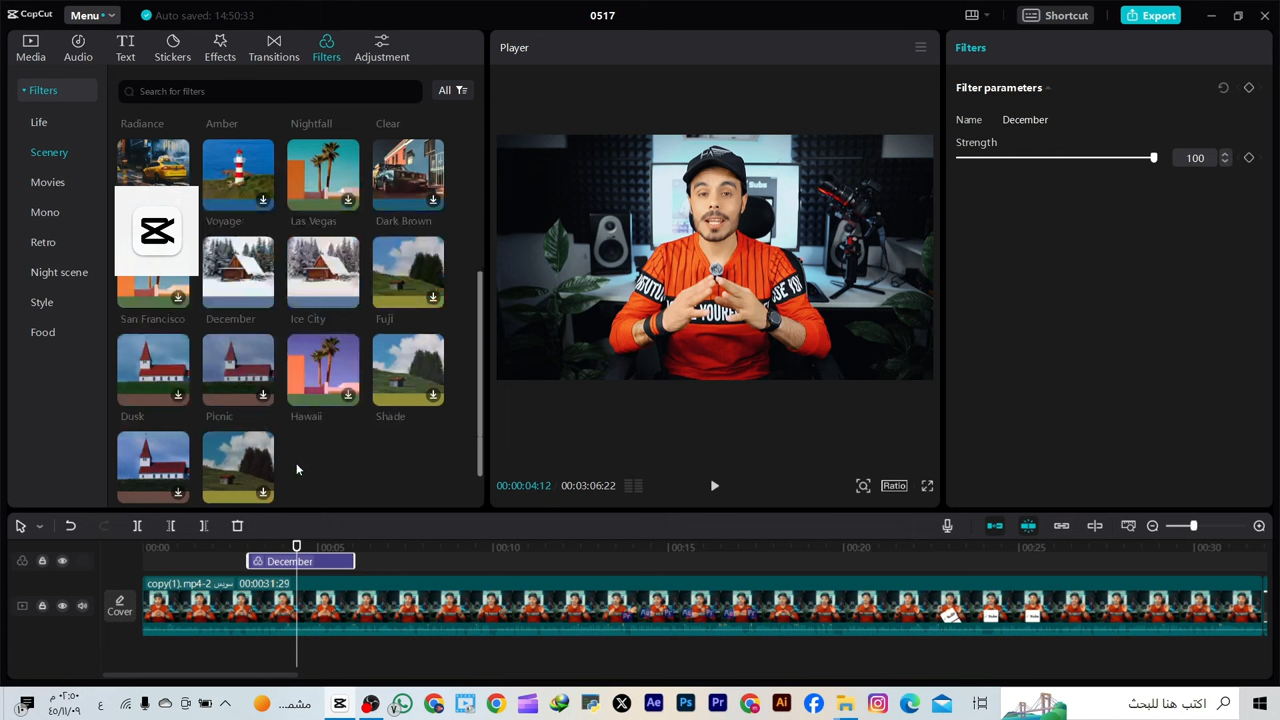 CapCut
Menu
Auto saved: 14:50:33
0517
Shortcut
Export
Media
Audio
Text
Stickers
Effects
Transitions
Filters
Adjustment
Filters
Life
Scenery
Movies
Mono
Retro
Night scene
Style
Food
Search for filters
All
Radiance
Amber
Nightfall
Clear
Voyage
Las Vegas
Dark Brown
San Francisco
December
Ice City
Fuji
Dusk
Picnic
Hawaii
Shade
Player
00:00:04:12
00:03:06:22
Ratio
Filters
Filter parameters
Name
December
Strength
100
00:00
00:05
00:10
00:15
00:20
00:25
00:30
December
Cover
copy(1).mp4-2 سويس 00:00:31:29
اكتب هنا للبحث
مشمـ...
ع